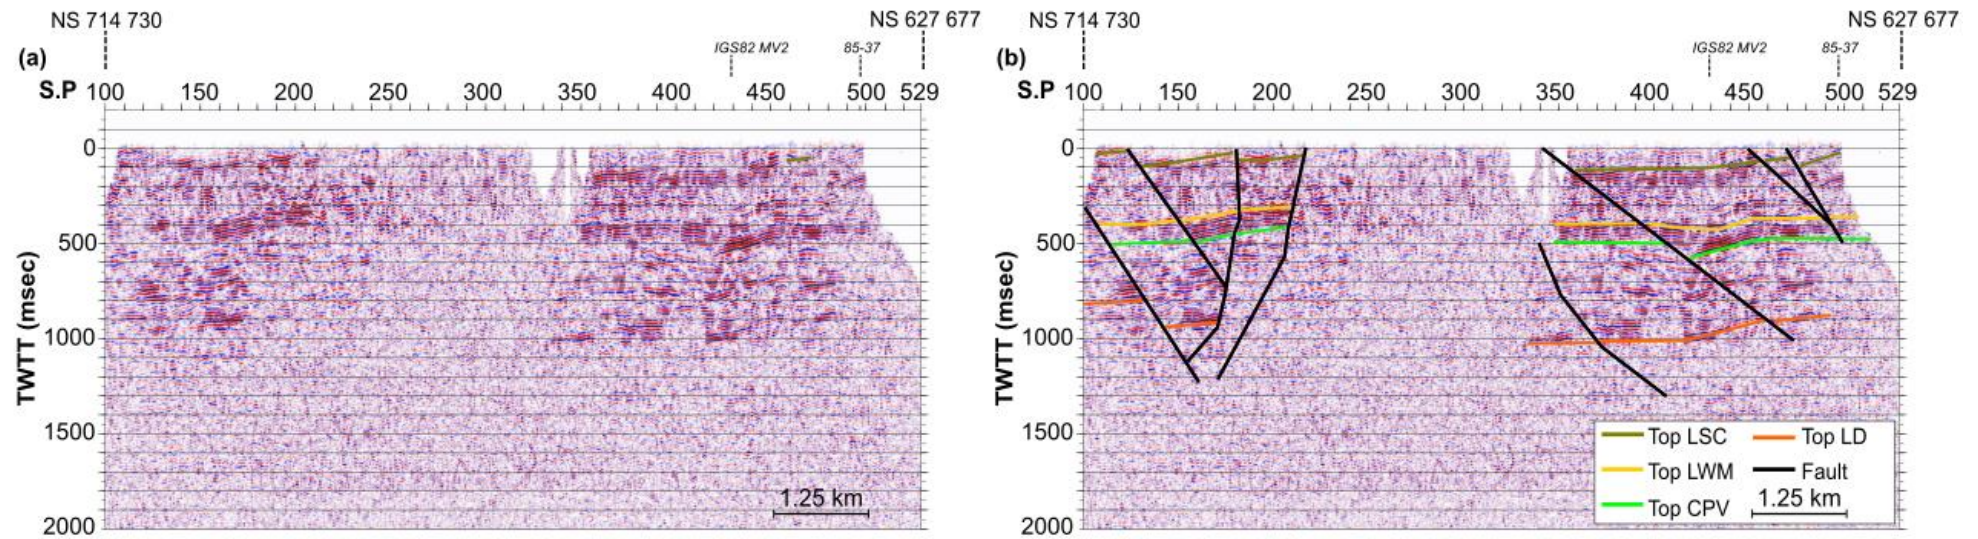 NS 714 730 NS 627 677 NS 714 730 NS 627 677
(a) IGS82 MV2 85-37 (b) IGS82 MV2 85-37
S.P 100 150 200 250 300 350 400 450 500 529 S.P 100 150 200 250 300 350 400 450 500 529
0 0
500 500
TWTT (msec) TWTT (msec)
1000 1000
1500 1500
Top LSC Top LD
Top LWM Fault
1.25 km 1.25 km
Top CPV
2000 2000